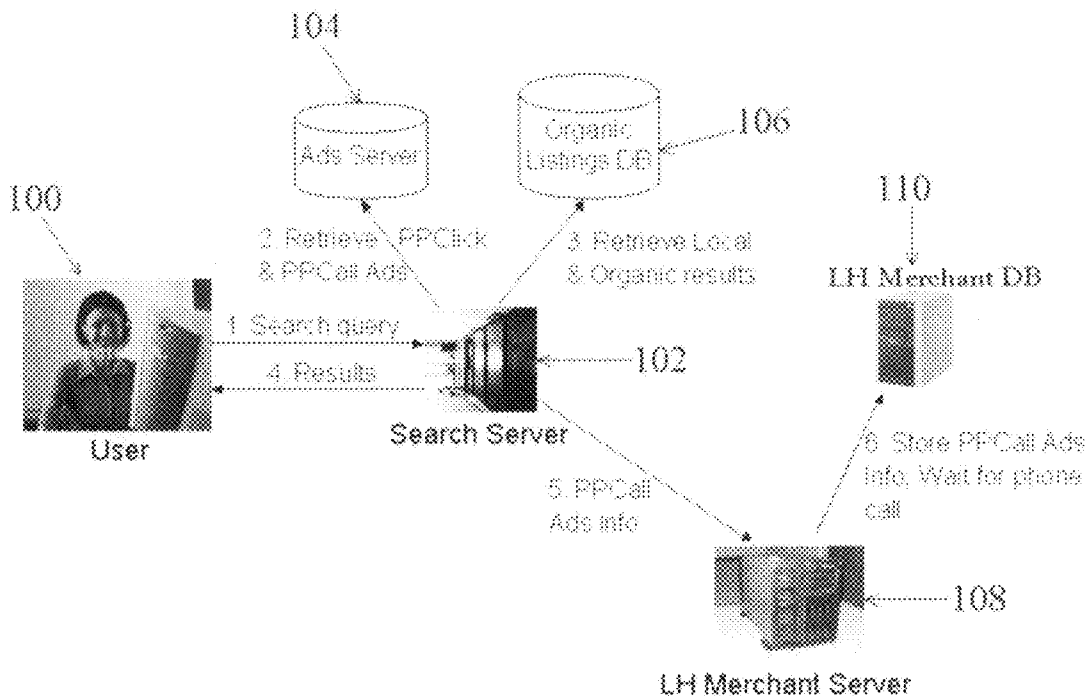 104
Ads Server
Organic
Listings DB
106
100
110
2. Retrieve PPClick
& PPCall Ads
3. Retrieve Local
& Organic results
LH Merchant DB
1. Search query
4. Results
102
User
Search Server
5. PPCall
Ads info
6. Store PPCall Ads
info, Wait for phone
call
108
LH Merchant Server